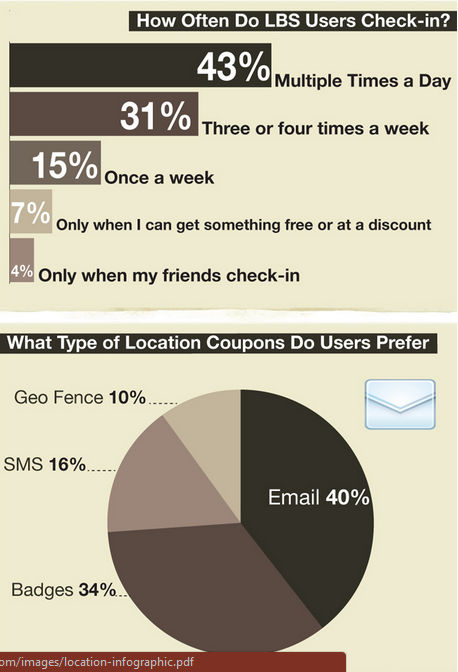 How Often Do LBS Users Check-in?
43% Multiple Times a Day
31% Three or four times a week
15% Once a week
7% Only when I can get something free or at a discount
4% Only when my friends check-in
What Type of Location Coupons Do Users Prefer
Geo Fence 10%
SMS 16%
Email 40%
Badges 34%
om/images/location-infographic.pdf